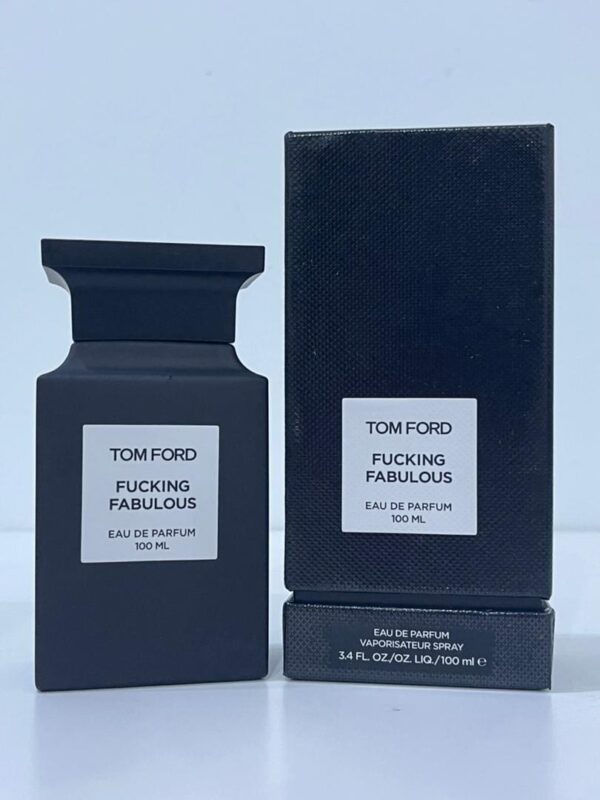 TOM FORD
FUCKING
FABULOUS
EAU DE PARFUM
100 ML
TOM FORD
FUCKING
FABULOUS
EAU DE PARFUM
100 ML
EAU DE PARFUM
VAPORISATEUR SPRAY
3.4 FL. OZ./OZ. LIQ./100 ml ℮